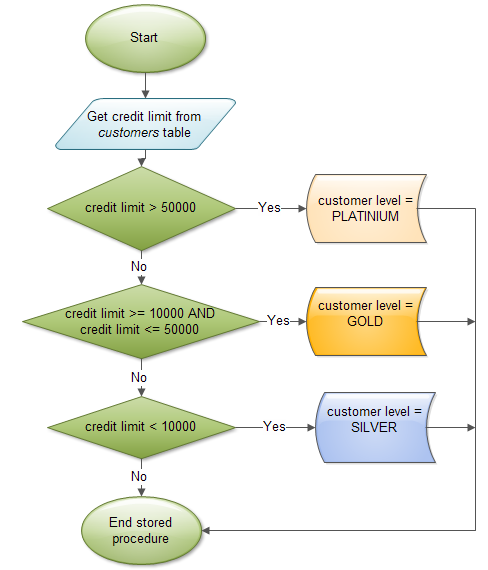 Start
Get credit limit from
customers table
credit limit > 50000
Yes
customer level =
PLATINIUM
No
credit limit >= 10000 AND
credit limit <= 50000
Yes
customer level =
GOLD
No
credit limit < 10000
Yes
customer level =
SILVER
No
End stored
procedure